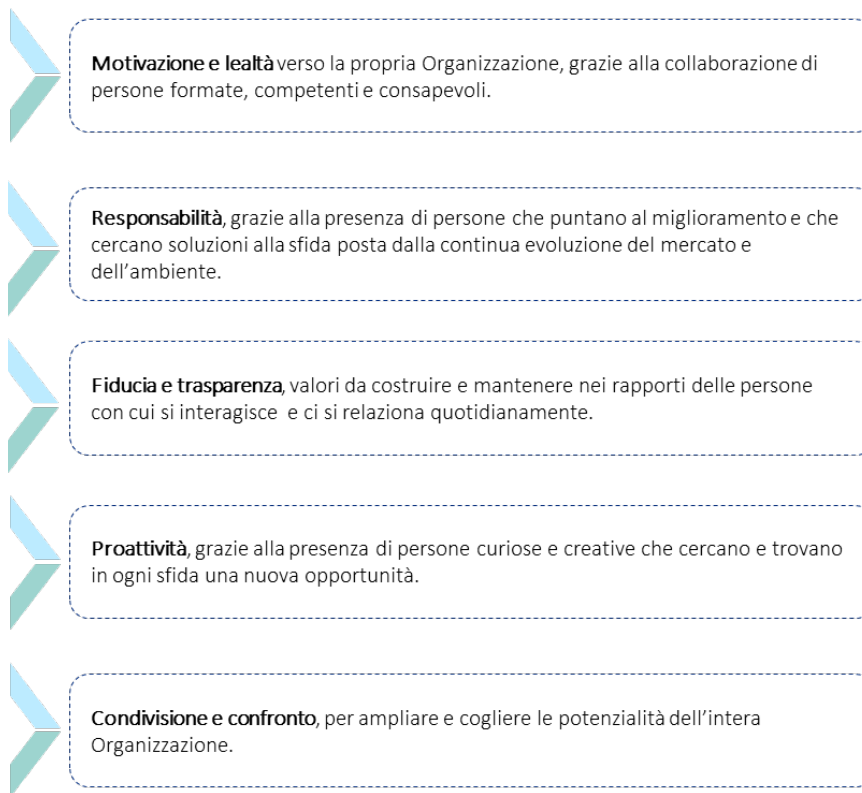 Motivazione e lealtà verso la propria Organizzazione, grazie alla collaborazione di
persone formate, competenti e consapevoli.
Responsabilità, grazie alla presenza di persone che puntano al miglioramento e che
cercano soluzioni alla sfida posta dalla continua evoluzione del mercato e
dell’ambiente.
Fiducia e trasparenza, valori da costruire e mantenere nei rapporti delle persone
con cui si interagisce e ci si relaziona quotidianamente.
Proattività, grazie alla presenza di persone curiose e creative che cercano e trovano
in ogni sfida una nuova opportunità.
Condivisione e confronto, per ampliare e cogliere le potenzialità dell’intera
Organizzazione.